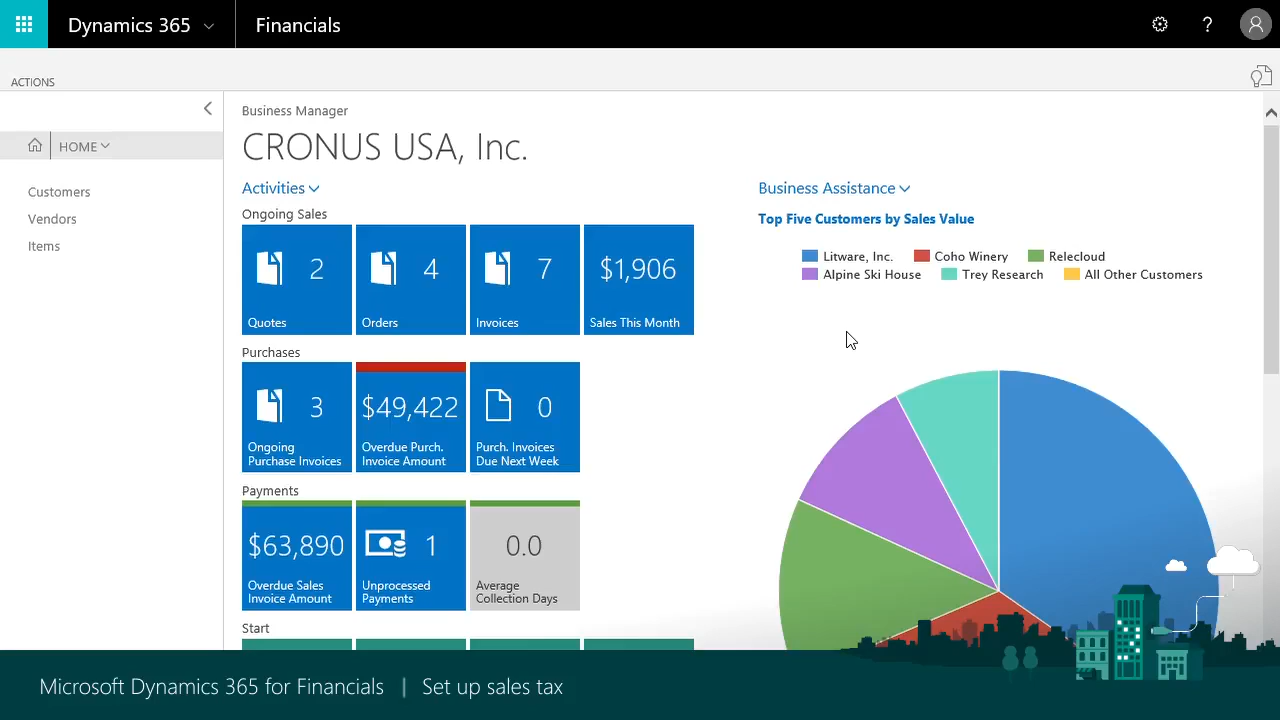 Dynamics 365
Financials
?
ACTIONS
HOME
Customers
Vendors
Items
Business Manager
CRONUS USA, Inc.
Activities
Ongoing Sales
2
Quotes
4
Orders
7
Invoices
$1,906
Sales This Month
Purchases
3
Ongoing
Purchase Invoices
$49,422
Overdue Purch.
Invoice Amount
0
Purch. Invoices
Due Next Week
Payments
$63,890
Overdue Sales
Invoice Amount
1
Unprocessed
Payments
0.0
Average
Collection Days
Start
Business Assistance
Top Five Customers by Sales Value
Litware, Inc. Coho Winery Relecloud
Alpine Ski House Trey Research All Other Customers
Microsoft Dynamics 365 for Financials | Set up sales tax